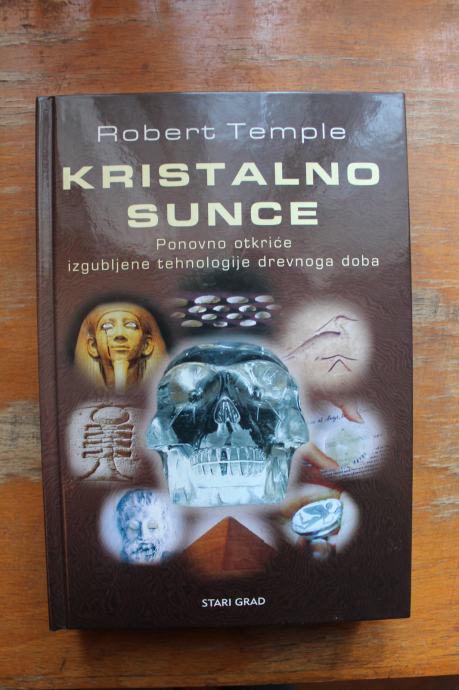 Robert Temple
KRISTALNO
SUNCE
Ponovno otkriće
izgubljene tehnologije drevnoga doba
STARI GRAD